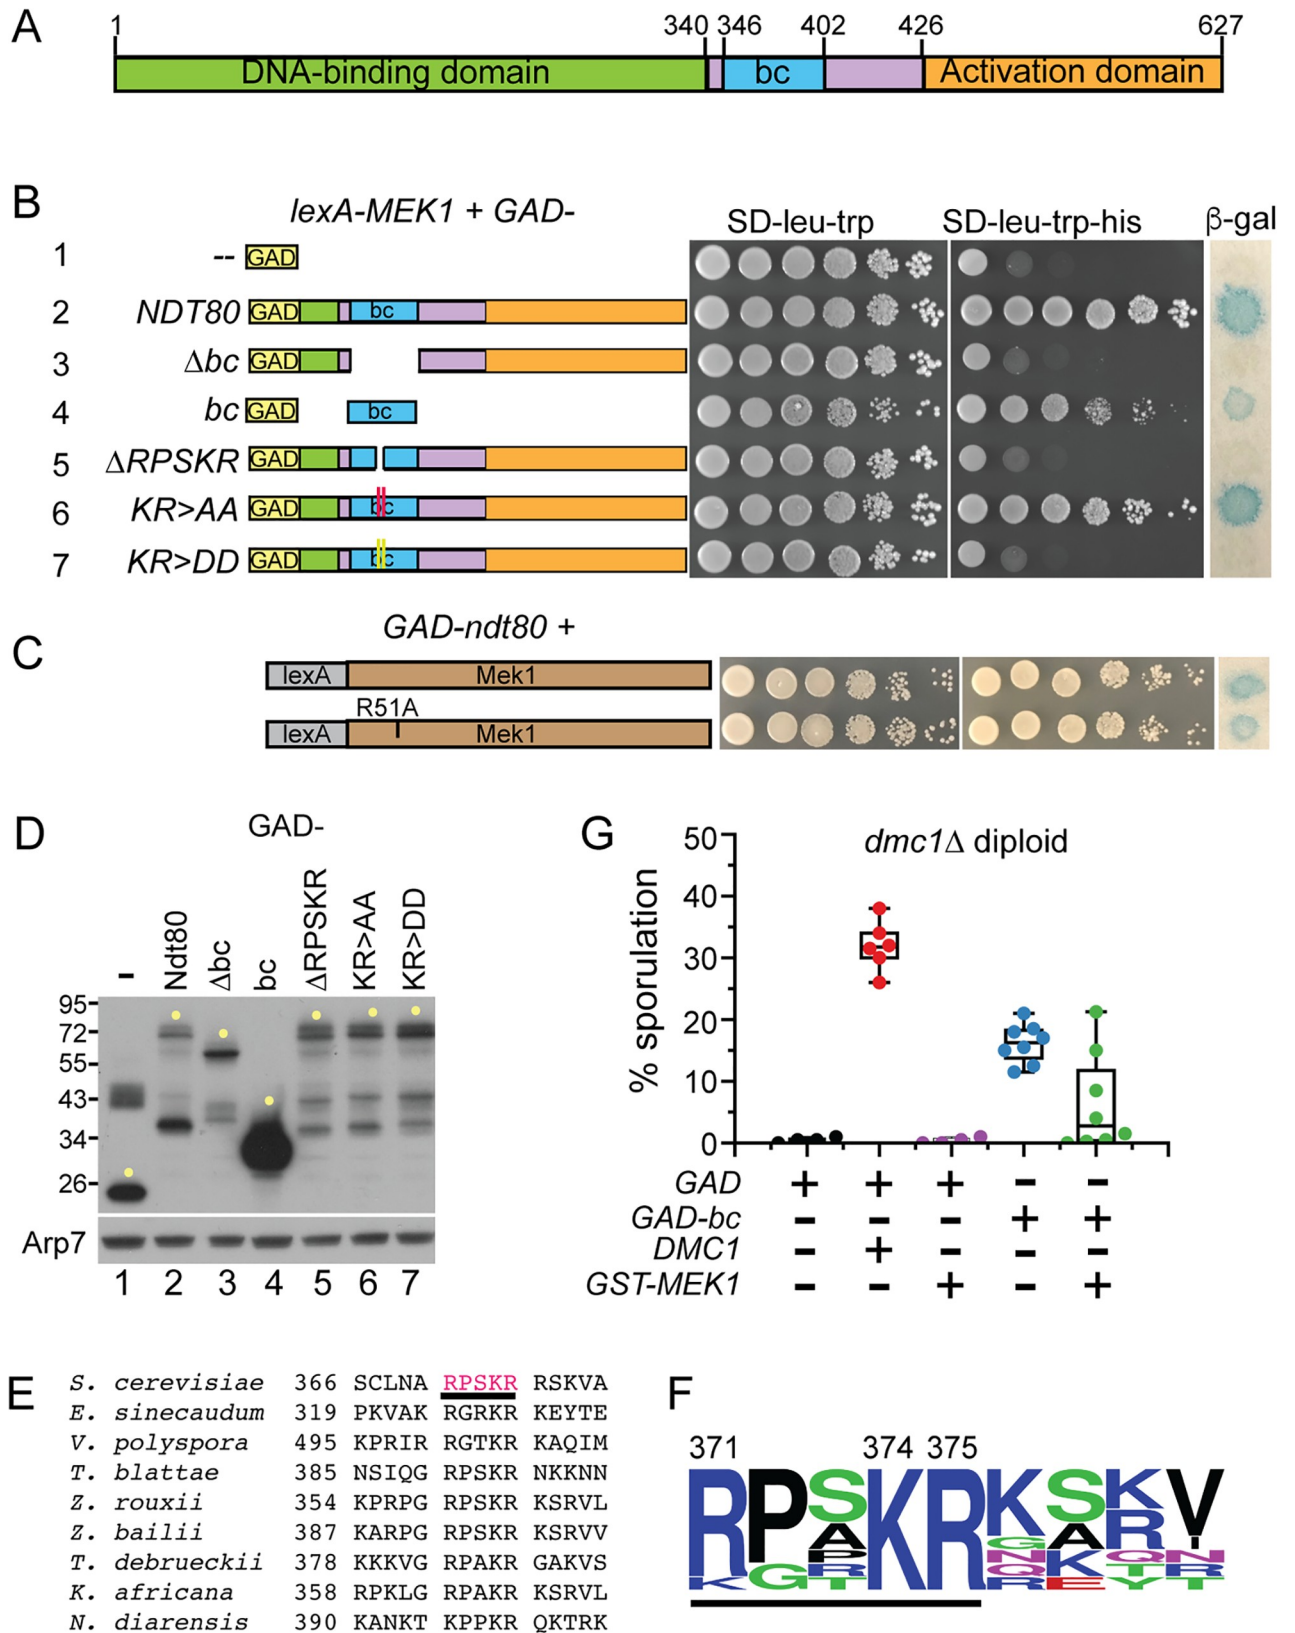 A
1 340 346 402 426 627
DNA-binding domain bc Activation domain
B
lexA-MEK1 + GAD-
SD-leu-trp SD-leu-trp-his β-gal
1 -- GAD
2 NDT80 GAD bc
3 Δbc GAD
4 bc GAD bc
5 ΔRPSKR GAD
6 KR>AA GAD bc
7 KR>DD GAD bc
C
GAD-ndt80 +
lexA Mek1
R51A
lexA Mek1
D
GAD-
– Ndt80 Δbc bc ΔRPSKR KR>AA KR>DD
95
72
55
43
34
26
Arp7
1 2 3 4 5 6 7
G
dmc1Δ diploid
% sporulation
50
40
30
20
10
0
GAD + + + – –
GAD-bc – – – + +
DMC1 – + – – –
GST-MEK1 – – + – +
E
S. cerevisiae 366 SCLNA RPSKR RSKVA
E. sinecaudum 319 PKVAK RGRKR KEYTE
V. polyspora 495 KPRIR RGTKR KAQIM
T. blattae 385 NSIQG RPSKR NKKNN
Z. rouxii 354 KPRPG RPSKR KSRVL
Z. bailii 387 KARPG RPSKR KSRVV
T. debrueckii 378 KKKVG RPAKR GAKVS
K. africana 358 RPKLG RPAKR KSRVL
N. diarensis 390 KANKT KPPKR QKTRK
F
371 374 375
RPSKRKSKV